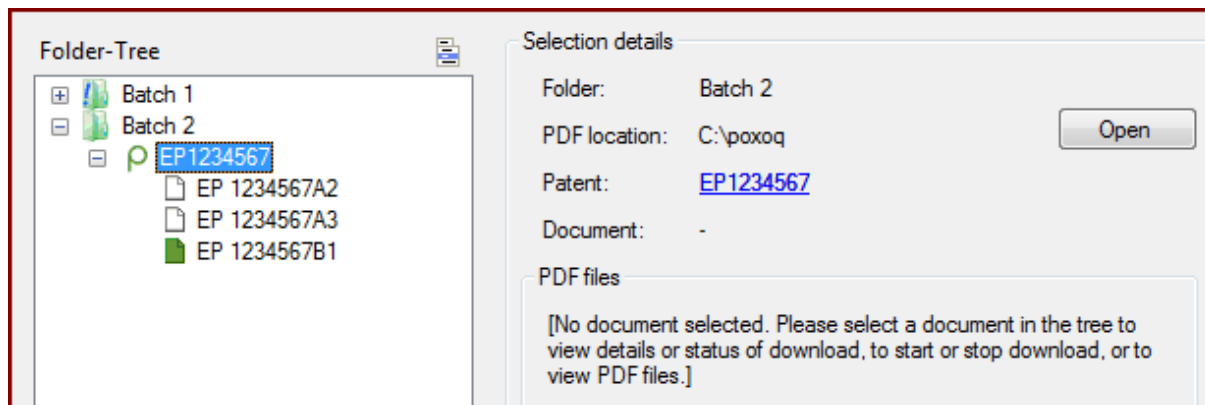 Folder-Tree
Batch 1
Batch 2
EP1234567
EP 1234567A2
EP 1234567A3
EP 1234567B1
Selection details
Folder: Batch 2
PDF location: C:\poxoq
Open
Patent: EP1234567
Document: -
PDF files
[No document selected. Please select a document in the tree to
view details or status of download, to start or stop download, or to
view PDF files.]